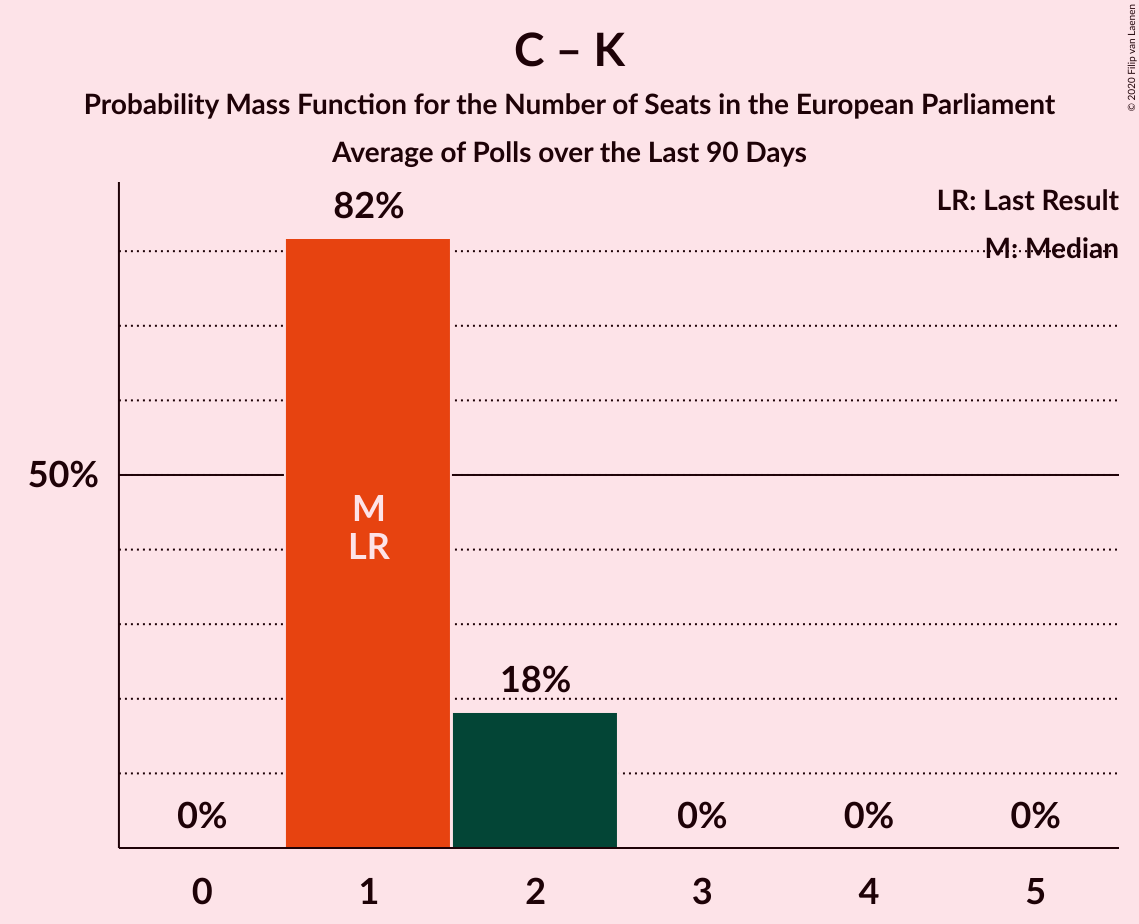 C – K
Probability Mass Function for the Number of Seats in the European Parliament
Average of Polls over the Last 90 Days
© 2020 Filip van Laenen
LR: Last Result
M: Median
82%
50%
M
LR
18%
0%
0%
0%
0%
0
1
2
3
4
5